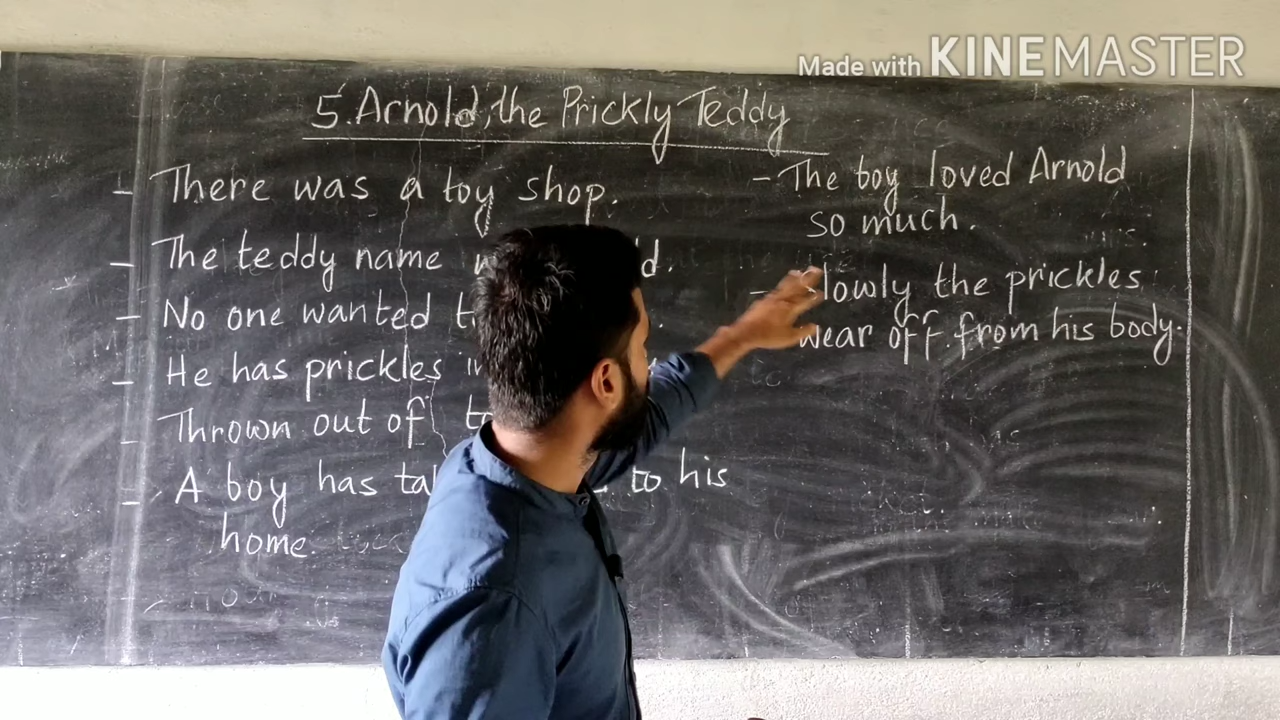 Made with KINEMASTER
5. Arnold, the Prickly Teddy
- There was a toy shop.
- The teddy name
- No one wanted
- He has prickles
- Thrown out of
- A boy has to his
home.
- The boy loved Arnold
so much.
- Slowly the prickles
wear off from his body.